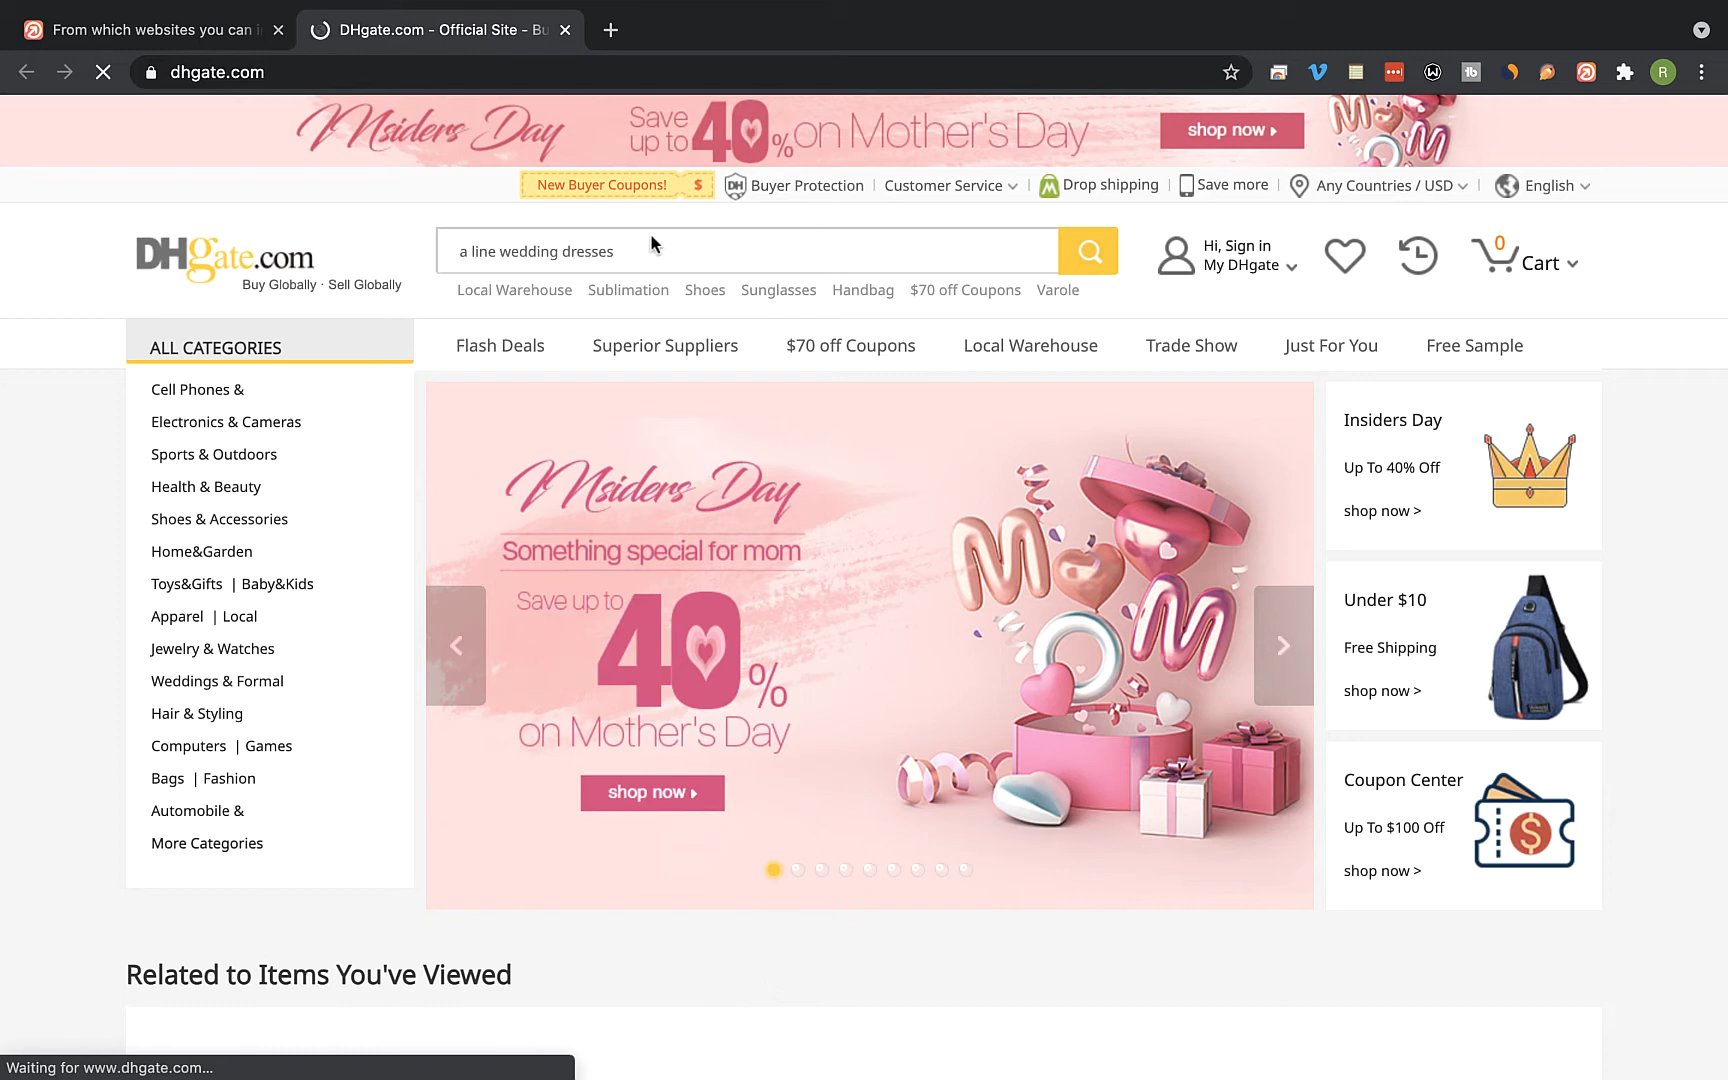 From which websites you can i
DHgate.com - Official Site - Bu
dhgate.com
R
Insiders Day
Save up to 40% on Mother's Day
shop now
MOM
New Buyer Coupons! $
DH Buyer Protection
Customer Service
Drop shipping
Save more
Any Countries / USD
English
DHgate.com
Buy Globally · Sell Globally
a line wedding dresses
Hi, Sign in
My DHgate
0
Cart
Local Warehouse Sublimation Shoes Sunglasses Handbag $70 off Coupons Varole
ALL CATEGORIES
Flash Deals Superior Suppliers $70 off Coupons Local Warehouse Trade Show Just For You Free Sample
Cell Phones &
Electronics & Cameras
Sports & Outdoors
Health & Beauty
Shoes & Accessories
Home&Garden
Toys&Gifts | Baby&Kids
Apparel | Local
Jewelry & Watches
Weddings & Formal
Hair & Styling
Computers | Games
Bags | Fashion
Automobile &
More Categories
Insiders Day
Something special for mom
Save up to
40%
on Mother's Day
shop now
MOM
Insiders Day
Up To 40% Off
shop now >
Under $10
Free Shipping
shop now >
Coupon Center
Up To $100 Off
shop now >
$
Related to Items You've Viewed
Waiting for www.dhgate.com...